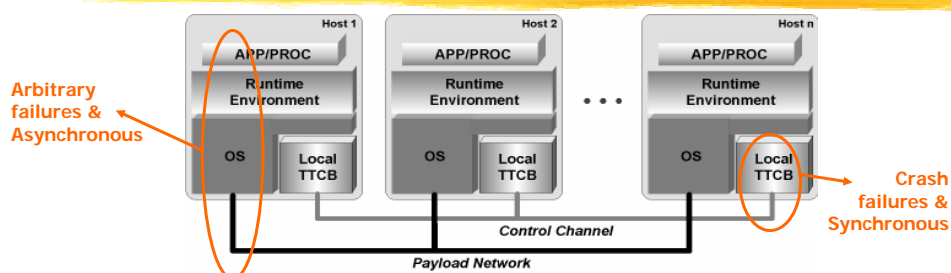 Host 1
Host 2
Host n
APP/PROC
APP/PROC
APP/PROC
Runtime
Environment
Runtime
Environment
Runtime
Environment
Arbitrary
failures &
Asynchronous
• • •
OS
Local
TTCB
OS
Local
TTCB
OS
Local
TTCB
Crash
failures &
Synchronous
Control Channel
Payload Network